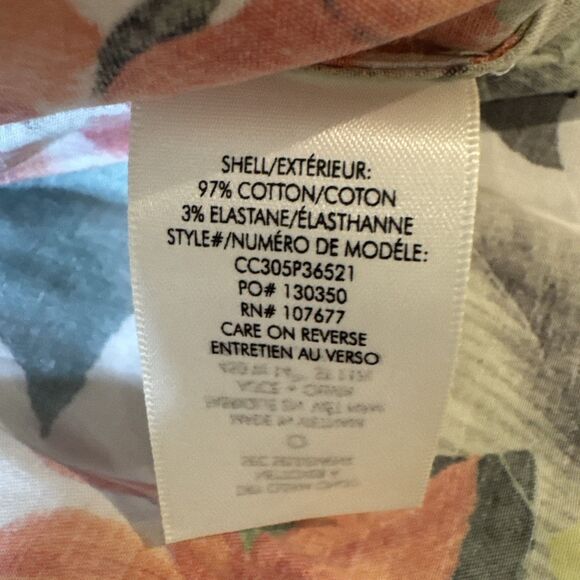 SHELL/EXTÉRIEUR:
97% COTTON/COTON
3% ELASTANE/ÉLASTHANNE
STYLE#/NUMÉRO DE MODÉLE:
CC305P36521
PO# 130350
RN# 107677
CARE ON REVERSE
ENTRETIEN AU VERSO